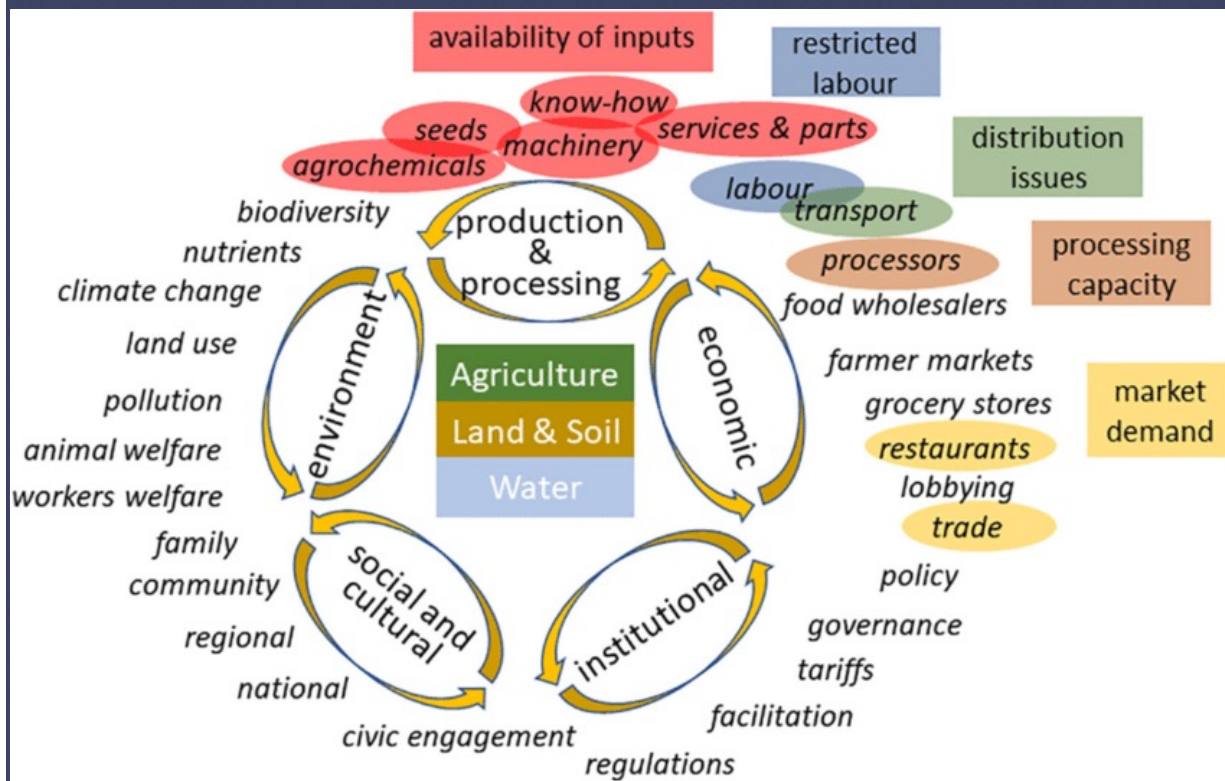 availability of inputs
restricted
labour
know-how
seeds
services & parts
machinery
agrochemicals
distribution
issues
labour
transport
biodiversity
production
&
processing
nutrients
processors
processing
capacity
climate change
food wholesalers
land use
environment
economic
farmer markets
Agriculture
pollution
grocery stores
market
demand
Land & Soil
animal welfare
restaurants
Water
workers welfare
lobbying
trade
family
community
social and
cultural
institutional
policy
regional
governance
national
tariffs
civic engagement
facilitation
regulations